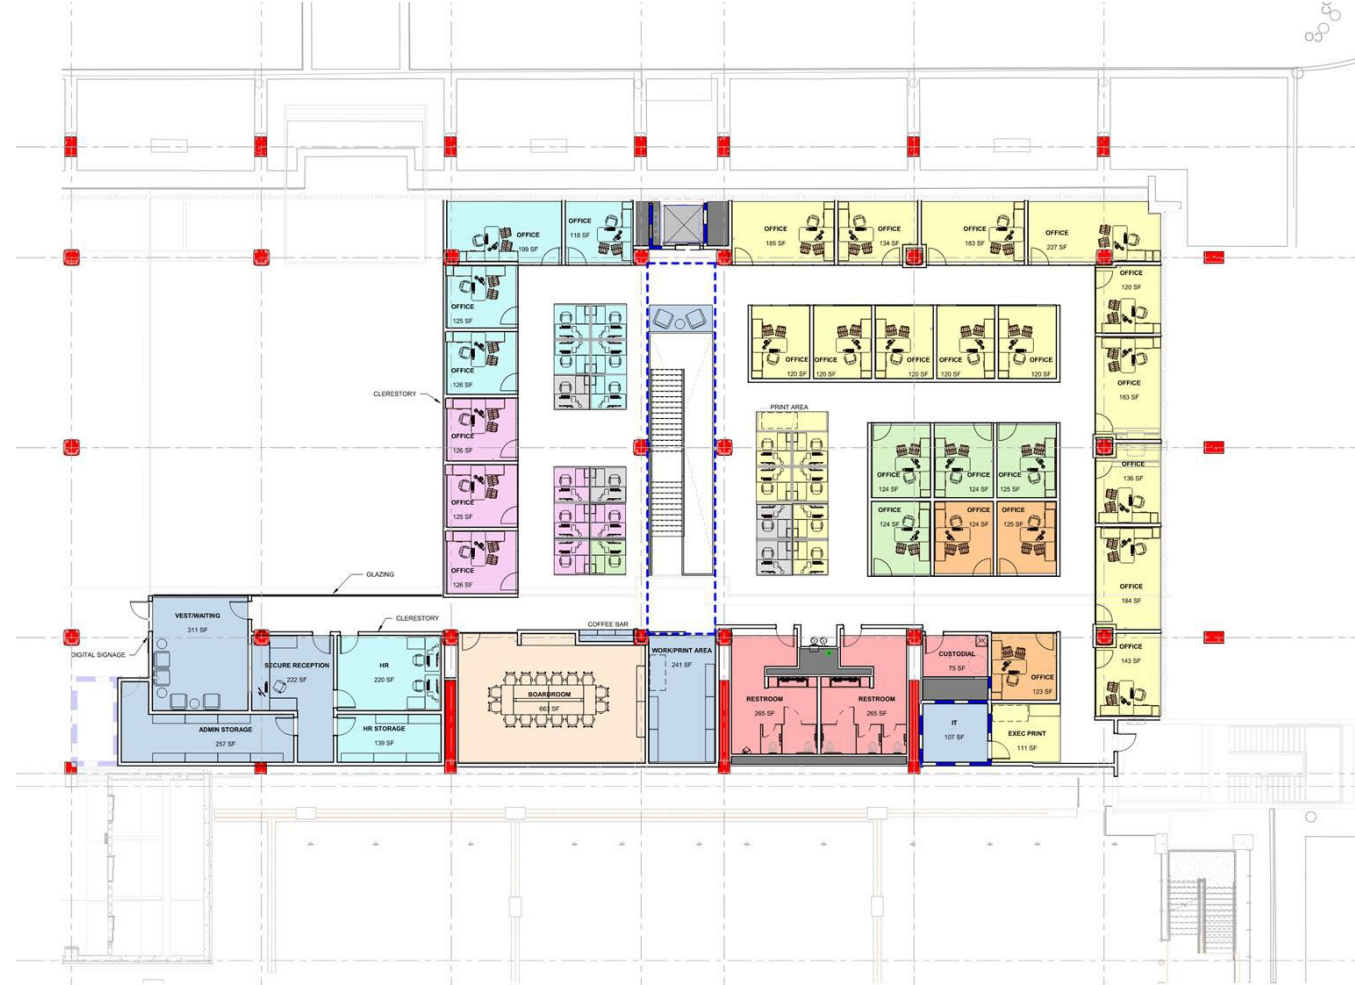 OFFICE
199 SF
OFFICE
118 SF
OFFICE
185 SF
OFFICE
134 SF
OFFICE
183 SF
OFFICE
227 SF
OFFICE
125 SF
OFFICE
120 SF
OFFICE
126 SF
OFFICE
120 SF
OFFICE
120 SF
OFFICE
120 SF
OFFICE
120 SF
OFFICE
120 SF
OFFICE
183 SF
CLERESTORY
PRINT AREA
OFFICE
126 SF
OFFICE
124 SF
OFFICE
124 SF
OFFICE
125 SF
OFFICE
136 SF
OFFICE
125 SF
OFFICE
124 SF
OFFICE
124 SF
OFFICE
125 SF
OFFICE
126 SF
OFFICE
184 SF
GLAZING
VEST/WAITING
311 SF
CLERESTORY
COFFEE BAR
DIGITAL SIGNAGE
SECURE RECEPTION
222 SF
HR
220 SF
BOARDROOM
663 SF
WORK/PRINT AREA
241 SF
RESTROOM
265 SF
RESTROOM
265 SF
CUSTODIAL
75 SF
OFFICE
123 SF
OFFICE
143 SF
ADMIN STORAGE
257 SF
HR STORAGE
139 SF
IT
107 SF
EXEC PRINT
111 SF